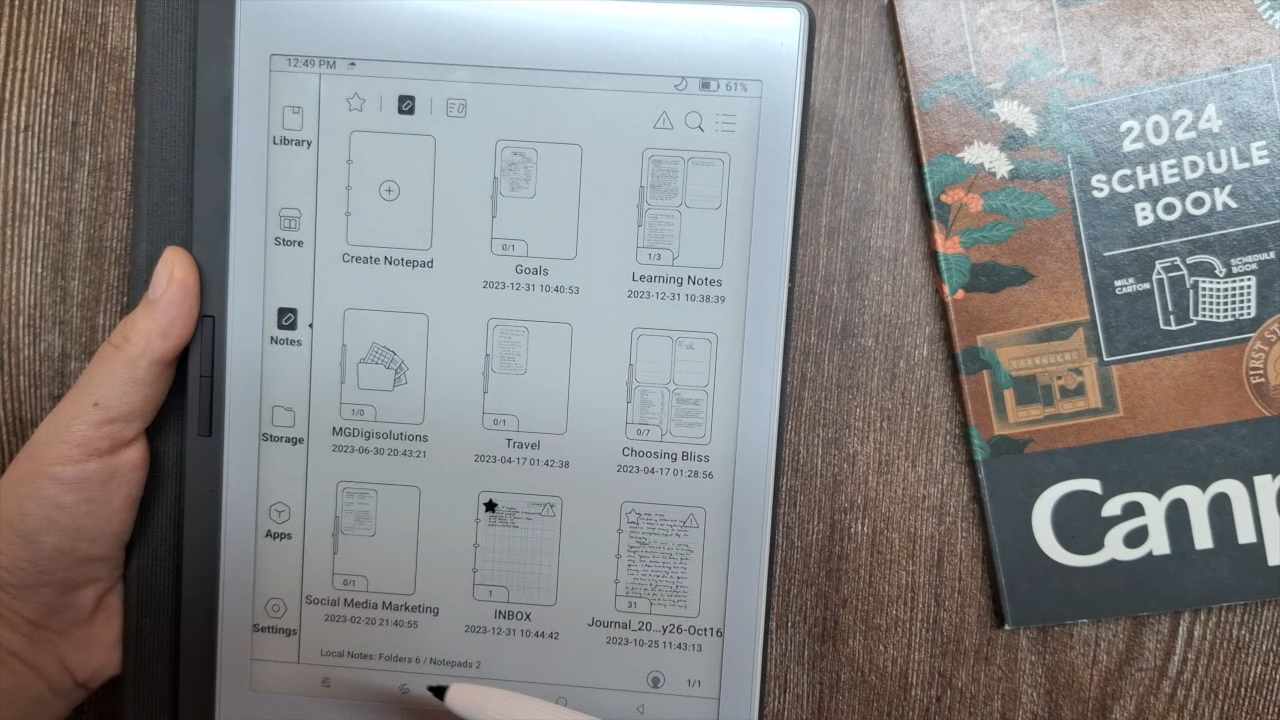 12:49 PM
61%
Library
Store
Notes
Storage
Apps
Settings
Create Notepad
0/1
Goals
2023-12-31 10:40:53
1/3
Learning Notes
2023-12-31 10:38:39
1/0
MGDigisolutions
2023-06-30 20:43:21
0/1
Travel
2023-04-17 01:42:38
0/7
Choosing Bliss
2023-04-17 01:28:56
0/1
Social Media Marketing
2023-02-20 21:40:55
1
INBOX
2023-12-31 10:44:42
31
Journal_20...y26-Oct16
2023-10-25 11:43:13
Local Notes: Folders 6 / Notepads 2
1/1
2024
SCHEDULE
BOOK
MILK
CARTON
SCHEDULE
BOOK
FIRST
Camp